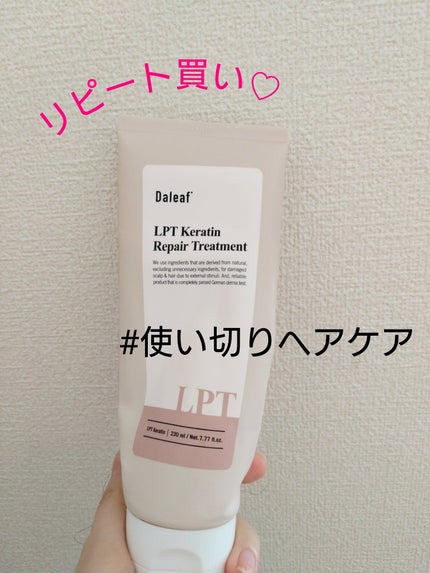 リピート買い♡
Daleaf
LPT Keratin
Repair Treatment
We use ingredients that are derived from natural,
excluding unnecessary ingredients, for damaged
scalp & hair due to external stimuli. And, reliable
product that is completely passed German derma test.
#使い切りヘアケア
LPT
LPT Keratin | 230 ml / Net. 7.77 fl.oz.